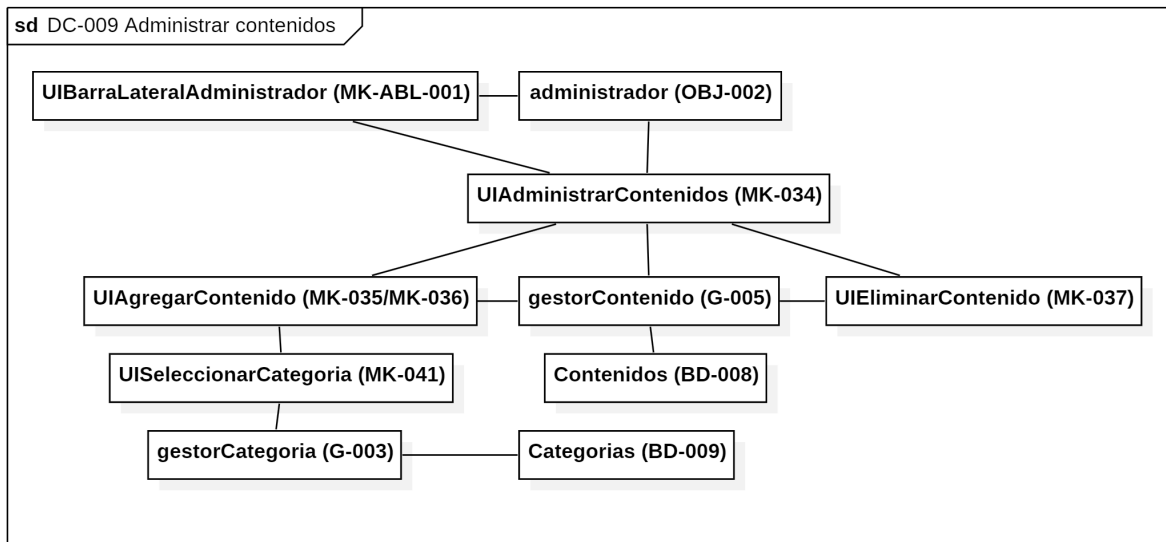 sd DC-009 Administrar contenidos
UIBarraLateralAdministrador (MK-ABL-001)
administrador (OBJ-002)
UIAdministrarContenidos (MK-034)
UIAgregarContenido (MK-035/MK-036)
gestorContenido (G-005)
UIEliminarContenido (MK-037)
UISeleccionarCategoria (MK-041)
Contenidos (BD-008)
gestorCategoria (G-003)
Categorias (BD-009)